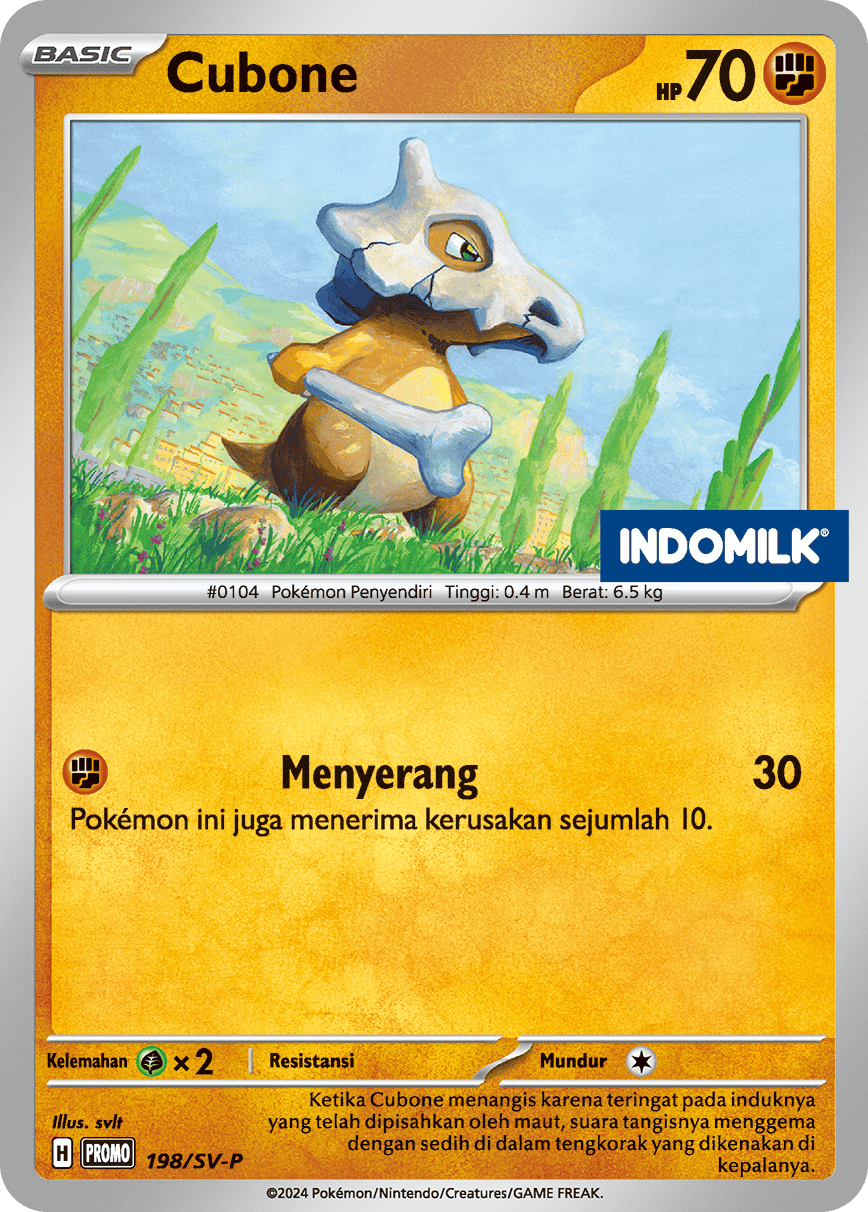 BASIC
Cubone
HP 70
INDOMILK®
#0104 Pokémon Penyendiri Tinggi: 0.4 m Berat: 6.5 kg
Menyerang 30
Pokémon ini juga menerima kerusakan sejumlah 10.
Kelemahan ×2 Resistansi Mundur
Ketika Cubone menangis karena teringat pada induknya
yang telah dipisahkan oleh maut, suara tangisnya menggema
dengan sedih di dalam tengkorak yang dikenakan di
kepalanya.
Illus. svlt
H PROMO 198/SV-P
©2024 Pokémon/Nintendo/Creatures/GAME FREAK.